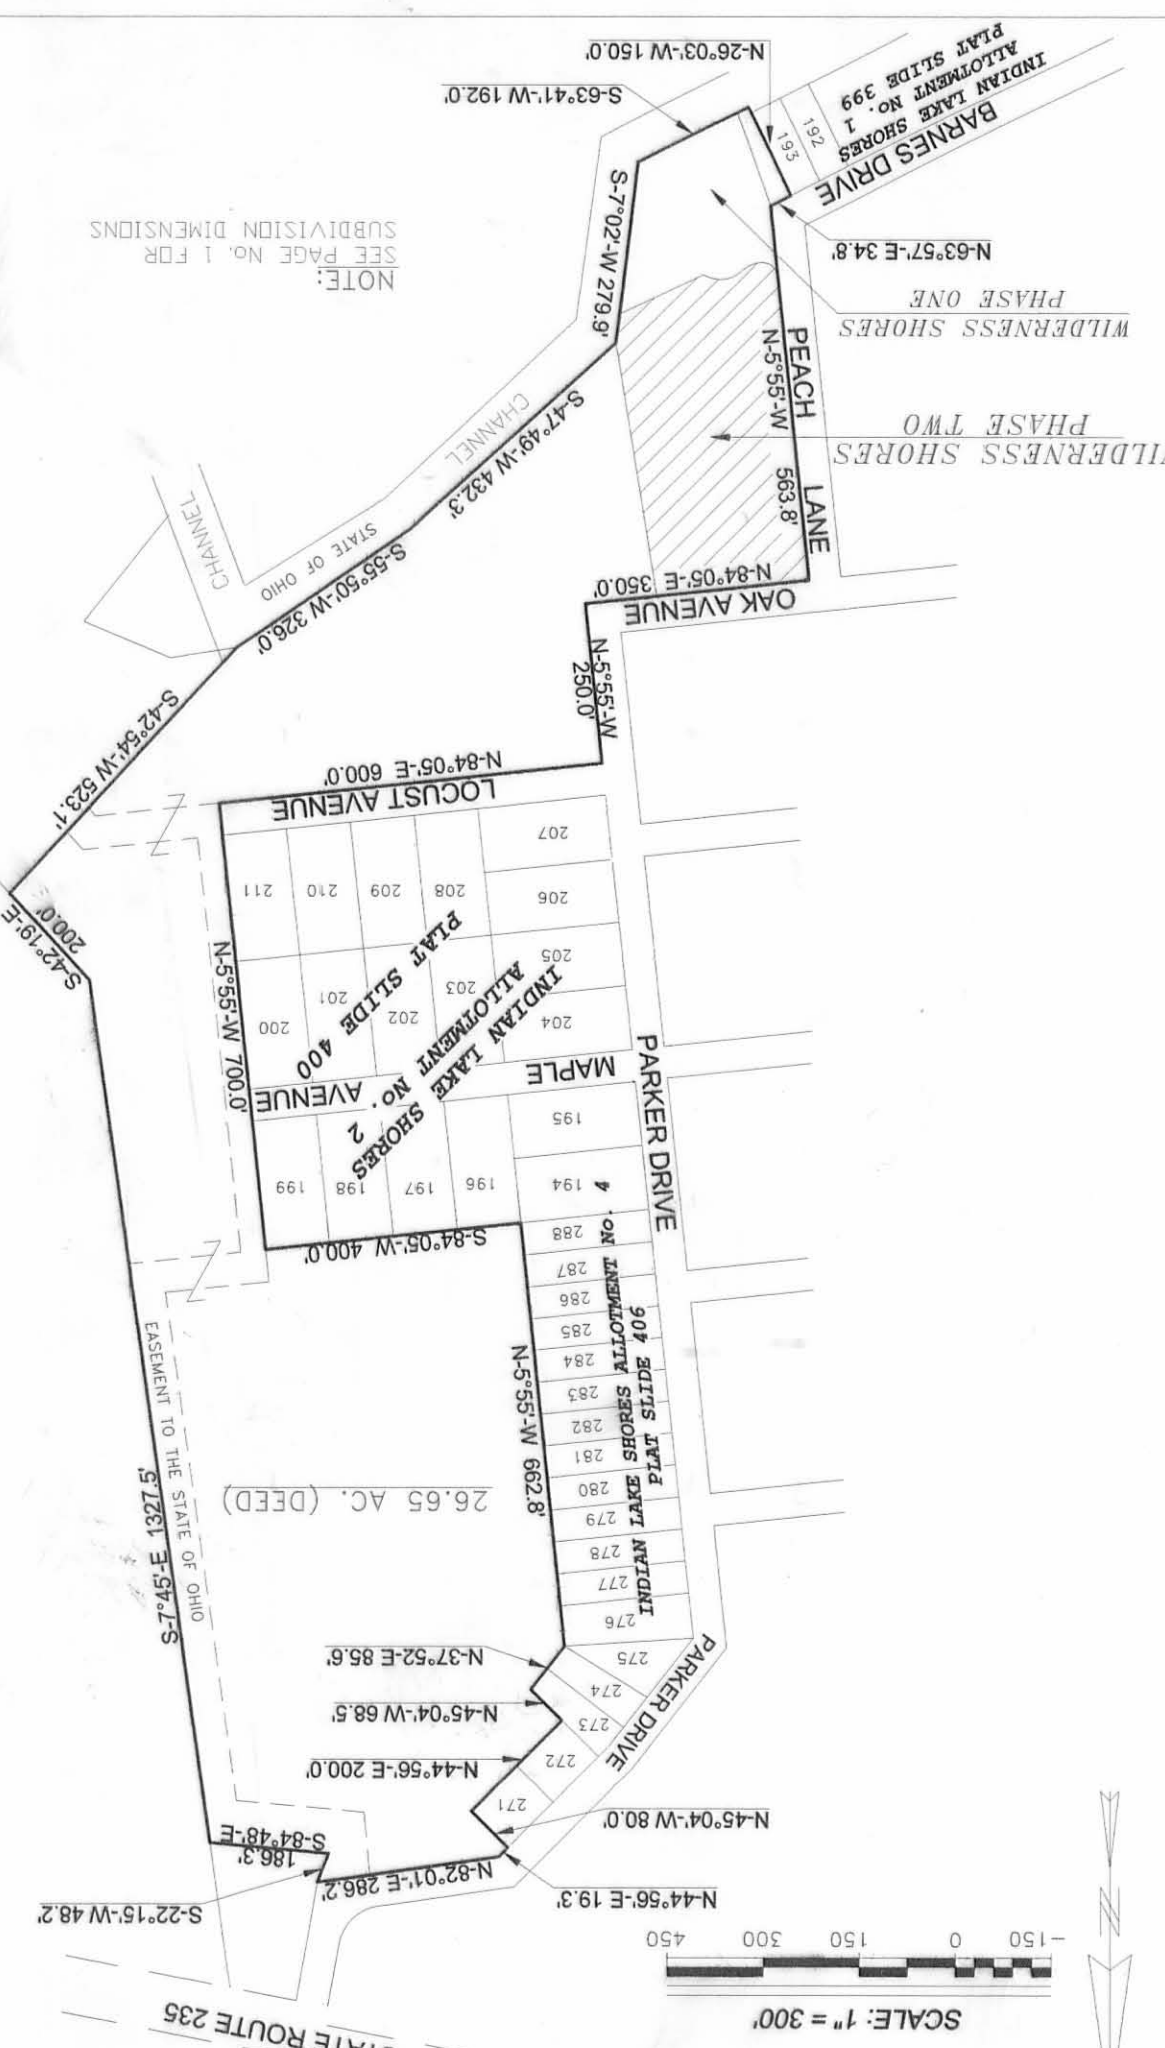 STATE ROUTE 235
SCALE: 1" = 300'
-150 0 150 300 450
N
N-44°56'-E 19.3'
N-82°01'-E 286.2'
S-22°15'-W 48.2'
186.3'
S-84°48'-E
N-45°04'-W 80.0'
PARKER DRIVE
271
272
273
274
275
N-44°56'-E 200.0'
N-45°04'-W 68.5'
N-37°52-E 85.6'
276
277
278
279
280
281
282
283
284
285
286
287
288
INDIAN LAKE SHORES ALLOTMENT No. 4
PLAT SLIDE 406
N-5°55'-W 662.8'
26.65 AC. (DEED)
S-7°45'-E 1327.5'
EASEMENT TO THE STATE OF OHIO
S-84°05'-W 400.0'
PARKER DRIVE
194
195
196
197
198
199
MAPLE AVENUE
INDIAN LAKE SHORES
ALLOTMENT NO. 2
PLAT SLIDE 400
N-5°55'-W 700.0'
204
205
203
202
201
200
206
207
208
209
210
211
S-42°19'-E
200.0'
LOCUST AVENUE
N-84°05'-E 600.0'
S-42°54'-W 523.1'
N-5°55'-W
250.0'
OAK AVENUE
N-84°05'-E 350.0'
S-55°50'-W 326.0'
STATE OF OHIO
CHANNEL
CHANNEL
S-47°49'-W 432.3'
PEACH LANE
N-5°55'-W 563.8'
WILDERNESS SHORES
PHASE TWO
WILDERNESS SHORES
PHASE ONE
S-7°02'-W 279.9'
NOTE:
SEE PAGE No. 1 FOR
SUBDIVISION DIMENSIONS
N-63°57'-E 34.8'
BARNES DRIVE
193
192
INDIAN LAKE SHORES
ALLOTMENT No. 1
PLAT SLIDE 399
S-63°41'-W 192.0'
N-26°03'-W 150.0'